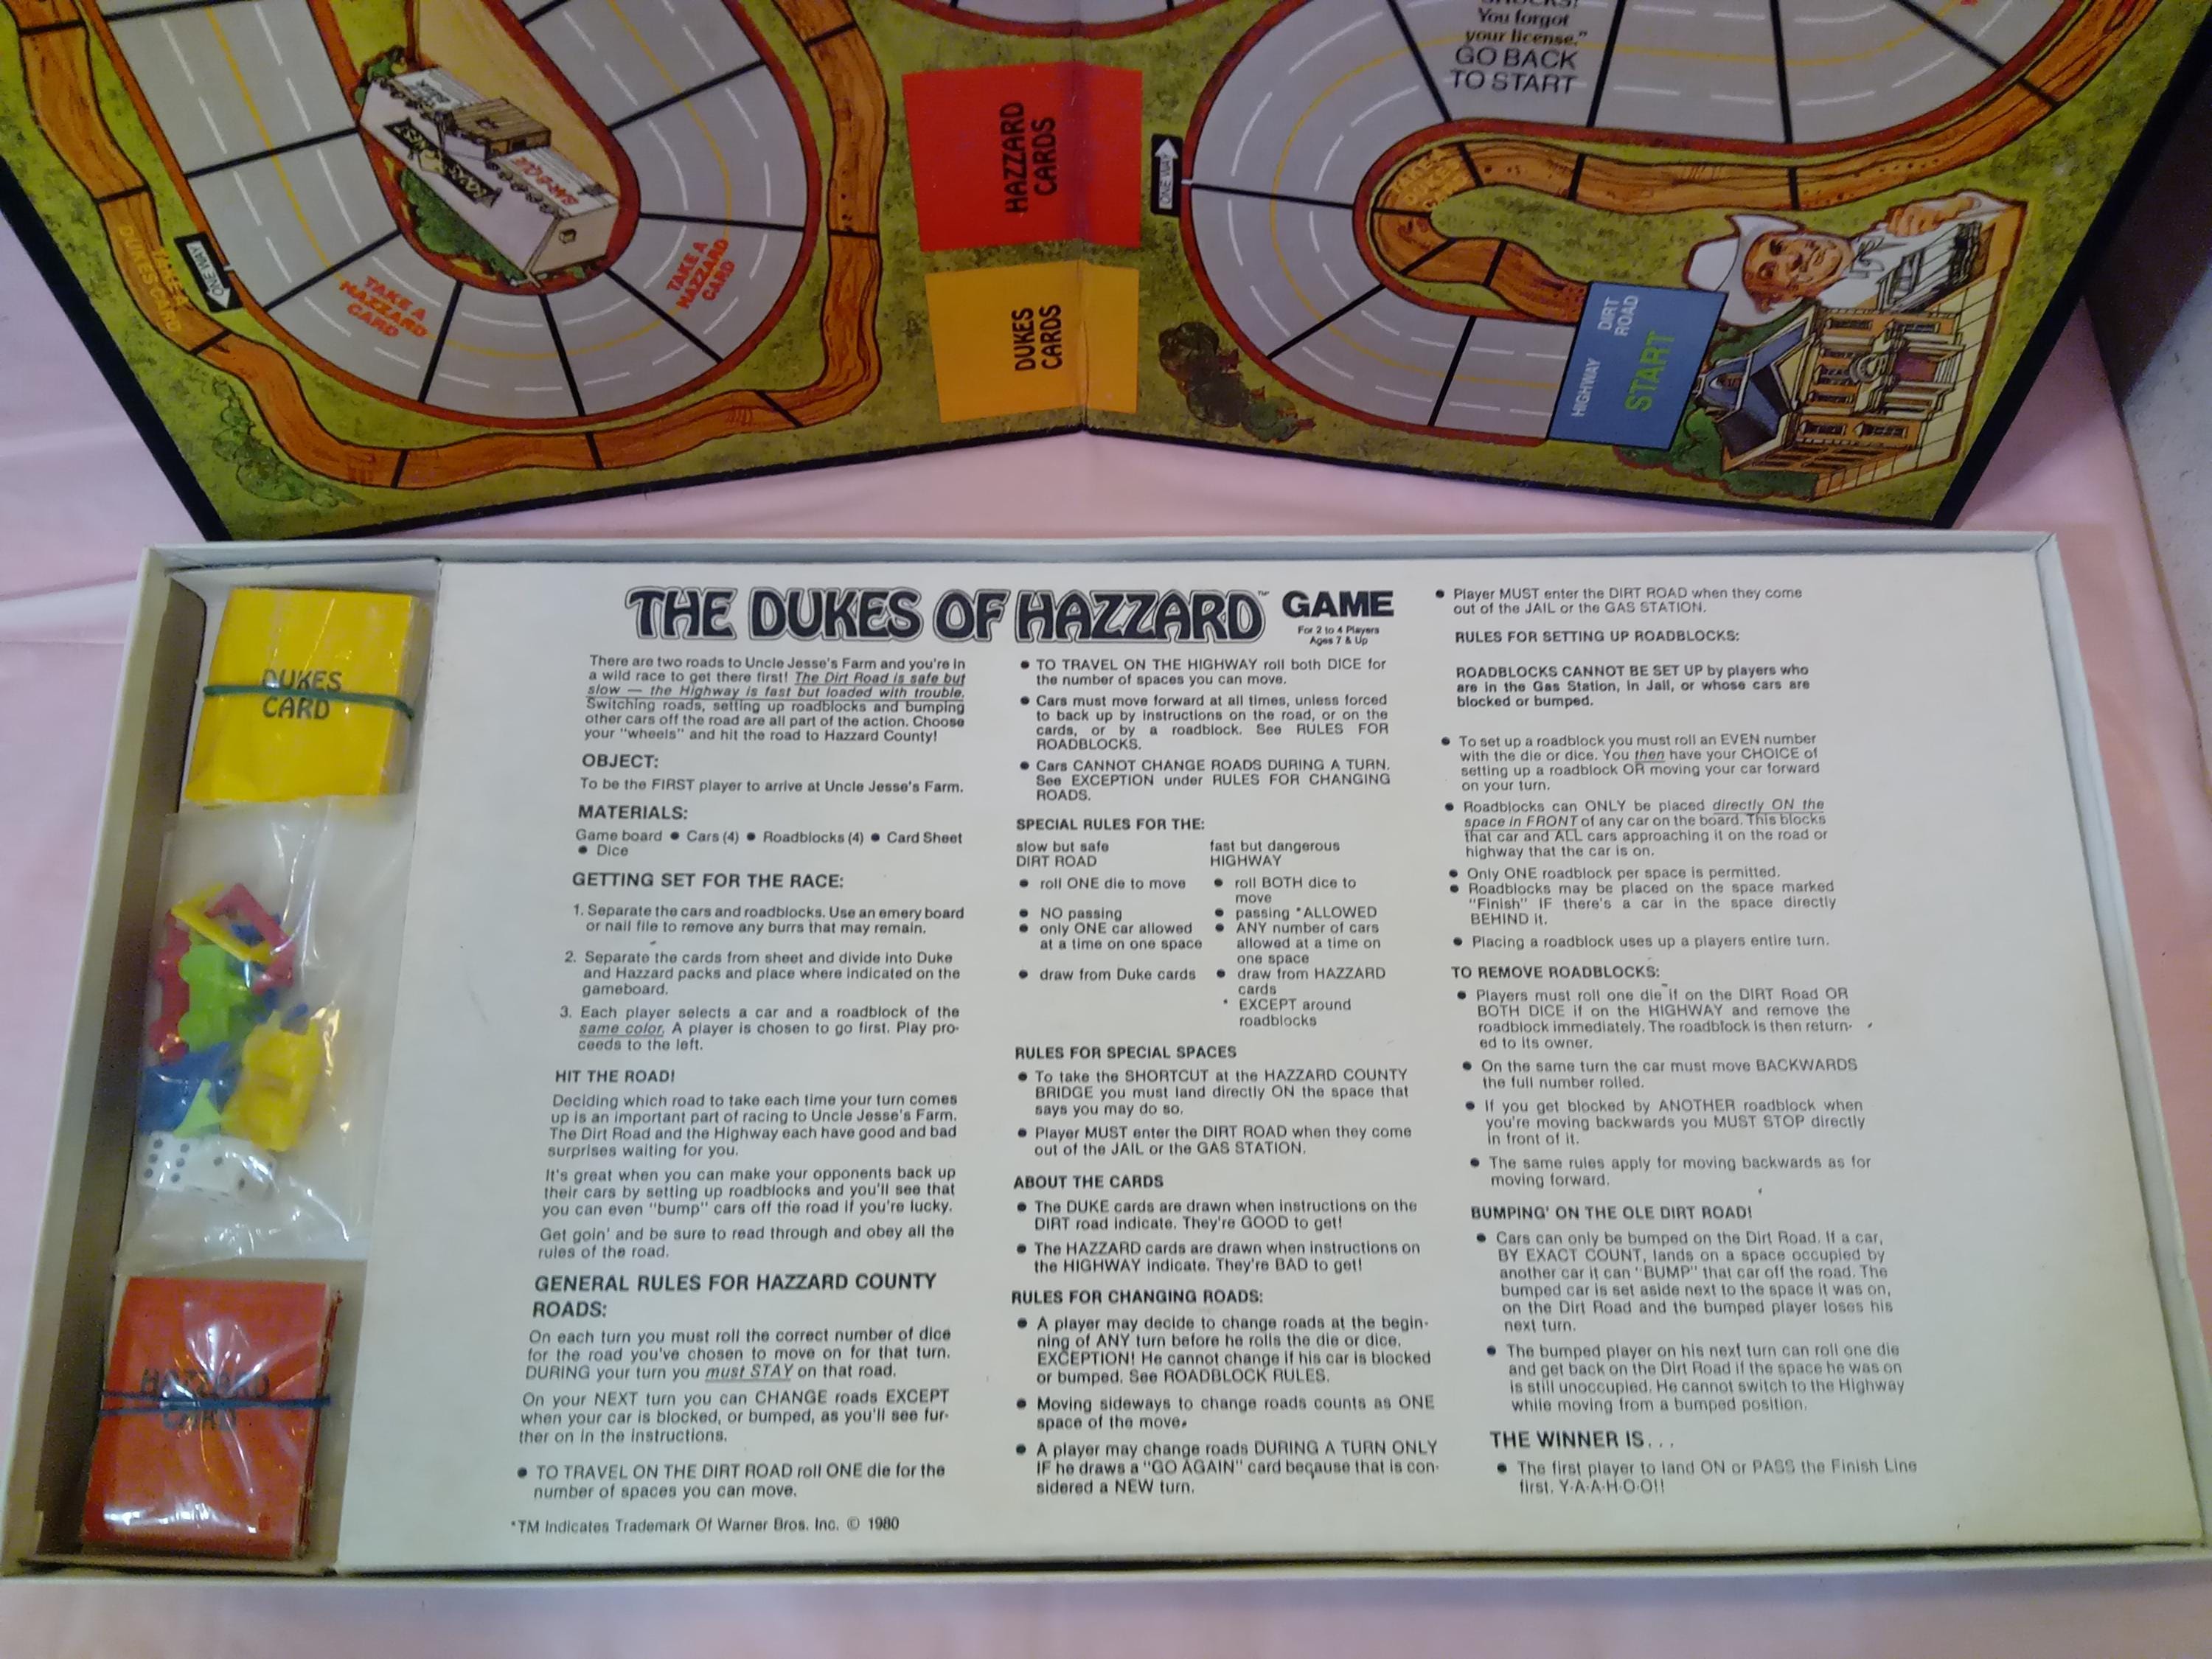 You forgot
your license."
GO BACK
TO START
HAZZARD
CARDS
ONE WAY
DUKES
CARDS
ONE WAY
TAKE A
HAZZARD
CARD
TAKE A
HAZZARD
CARD
TAKE A
DUKES CARD
BAR-B-QUE
HIGHWAY
DIRT
ROAD
START
DUKES
CARD
HAZZARD
THE DUKES OF HAZZARD™ GAME
For 2 to 4 Players
Ages 7 & Up
There are two roads to Uncle Jesse's Farm and you're in
a wild race to get there first! The Dirt Road is safe but
slow — the Highway is fast but loaded with trouble.
Switching roads, setting up roadblocks and bumping
other cars off the road are all part of the action. Choose
your "wheels" and hit the road to Hazzard County!
OBJECT:
To be the FIRST player to arrive at Uncle Jesse's Farm.
MATERIALS:
Game board ● Cars (4) ● Roadblocks (4) ● Card Sheet
● Dice
GETTING SET FOR THE RACE:
1. Separate the cars and roadblocks. Use an emery board
or nail file to remove any burrs that may remain.
2. Separate the cards from sheet and divide into Duke
and Hazzard packs and place where indicated on the
gameboard.
3. Each player selects a car and a roadblock of the
same color. A player is chosen to go first. Play pro-
ceeds to the left.
HIT THE ROAD!
Deciding which road to take each time your turn comes
up is an important part of racing to Uncle Jesse's Farm.
The Dirt Road and the Highway each have good and bad
surprises waiting for you.
It's great when you can make your opponents back up
their cars by setting up roadblocks and you'll see that
you can even "bump" cars off the road if you're lucky.
Get goin' and be sure to read through and obey all the
rules of the road.
GENERAL RULES FOR HAZZARD COUNTY
ROADS:
On each turn you must roll the correct number of dice
for the road you've chosen to move on for that turn.
DURING your turn you must STAY on that road.
On your NEXT turn you can CHANGE roads EXCEPT
when your car is blocked, or bumped, as you'll see fur-
ther on in the instructions.
● TO TRAVEL ON THE DIRT ROAD roll ONE die for the
number of spaces you can move.
*TM Indicates Trademark Of Warner Bros. Inc. © 1980
● TO TRAVEL ON THE HIGHWAY roll both DICE for
the number of spaces you can move.
● Cars must move forward at all times, unless forced
to back up by instructions on the road, or on the
cards, or by a roadblock. See RULES FOR
ROADBLOCKS.
● Cars CANNOT CHANGE ROADS DURING A TURN.
See EXCEPTION under RULES FOR CHANGING
ROADS.
SPECIAL RULES FOR THE:
slow but safe
DIRT ROAD
● roll ONE die to move
● NO passing
● only ONE car allowed
at a time on one space
● draw from Duke cards
fast but dangerous
HIGHWAY
● roll BOTH dice to
move
● passing *ALLOWED
● ANY number of cars
allowed at a time on
one space
● draw from HAZZARD
cards
* EXCEPT around
roadblocks
RULES FOR SPECIAL SPACES
● To take the SHORTCUT at the HAZZARD COUNTY
BRIDGE you must land directly ON the space that
says you may do so.
● Player MUST enter the DIRT ROAD when they come
out of the JAIL or the GAS STATION.
ABOUT THE CARDS
● The DUKE cards are drawn when instructions on the
DIRT road indicate. They're GOOD to get!
● The HAZZARD cards are drawn when instructions on
the HIGHWAY indicate. They're BAD to get!
RULES FOR CHANGING ROADS:
● A player may decide to change roads at the begin-
ning of ANY turn before he rolls the die or dice.
EXCEPTION! He cannot change if his car is blocked
or bumped. See ROADBLOCK RULES.
● Moving sideways to change roads counts as ONE
space of the move.
● A player may change roads DURING A TURN ONLY
IF he draws a "GO AGAIN" card because that is con-
sidered a NEW turn.
● Player MUST enter the DIRT ROAD when they come
out of the JAIL or the GAS STATION.
RULES FOR SETTING UP ROADBLOCKS:
ROADBLOCKS CANNOT BE SET UP by players who
are in the Gas Station, in Jail, or whose cars are
blocked or bumped.
● To set up a roadblock you must roll an EVEN number
with the die or dice. You then have your CHOICE of
setting up a roadblock OR moving your car forward
on your turn.
● Roadblocks can ONLY be placed directly ON the
space in FRONT of any car on the board. This blocks
that car and ALL cars approaching it on the road or
highway that the car is on.
● Only ONE roadblock per space is permitted.
● Roadblocks may be placed on the space marked
"Finish" IF there's a car in the space directly
BEHIND it.
● Placing a roadblock uses up a players entire turn.
TO REMOVE ROADBLOCKS:
● Players must roll one die if on the DIRT Road OR
BOTH DICE if on the HIGHWAY and remove the
roadblock immediately. The roadblock is then return-
ed to its owner.
● On the same turn the car must move BACKWARDS
the full number rolled.
● If you get blocked by ANOTHER roadblock when
you're moving backwards you MUST STOP directly
in front of it.
● The same rules apply for moving backwards as for
moving forward.
BUMPING' ON THE OLE DIRT ROAD!
● Cars can only be bumped on the Dirt Road. If a car,
BY EXACT COUNT, lands on a space occupied by
another car it can "BUMP" that car off the road. The
bumped car is set aside next to the space it was on,
on the Dirt Road and the bumped player loses his
next turn.
● The bumped player on his next turn can roll one die
and get back on the Dirt Road if the space he was on
is still unoccupied. He cannot switch to the Highway
while moving from a bumped position.
THE WINNER IS...
● The first player to land ON or PASS the Finish Line
first. Y-A-A-H-O-O!!